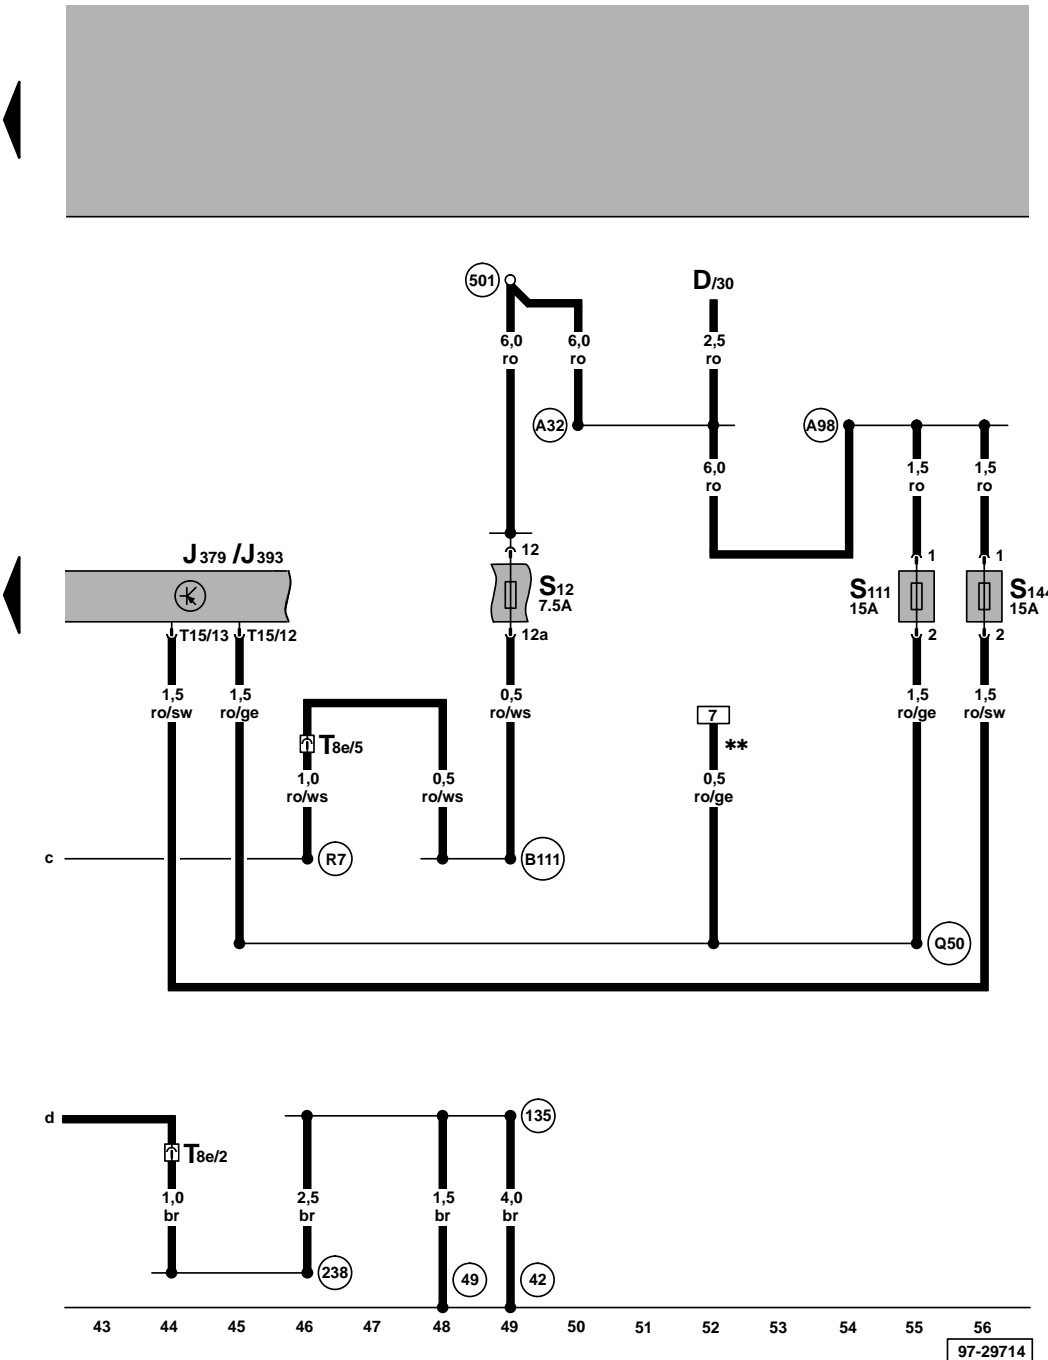 501
D/30
6,0
ro
6,0
ro
2,5
ro
A32
A98
6,0
ro
1,5
ro
1,5
ro
J379 /J393
12
S12
7.5A
12a
1
S111
15A
2
1
S144
15A
2
T15/13
T15/12
1,5
ro/sw
1,5
ro/ge
0,5
ro/ws
1,5
ro/ge
1,5
ro/sw
7
**
T8e/5
1,0
ro/ws
0,5
ro/ws
0,5
ro/ge
c
R7
B111
Q50
d
135
T8e/2
1,0
br
2,5
br
1,5
br
4,0
br
238
49
42
43 44 45 46 47 48 49 50 51 52 53 54 55 56
97-29714